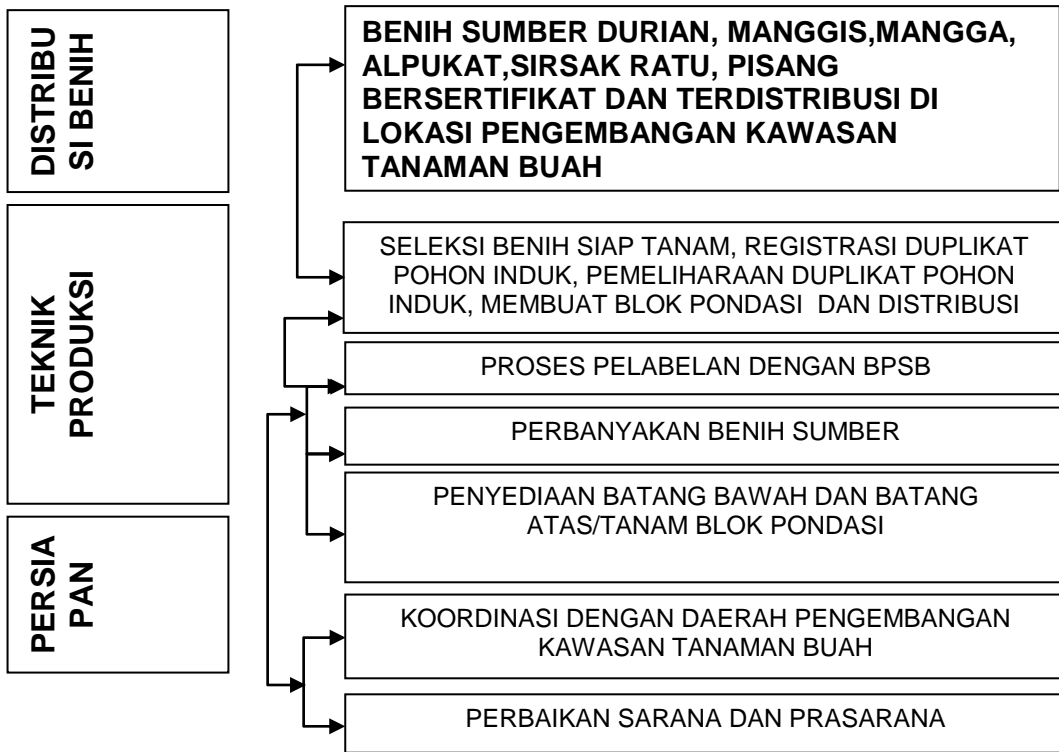 DISTRIBU
SI BENIH
BENIH SUMBER DURIAN, MANGGIS,MANGGA,
ALPUKAT,SIRSAK RATU, PISANG
BERSERTIFIKAT DAN TERDISTRIBUSI DI
LOKASI PENGEMBANGAN KAWASAN
TANAMAN BUAH
TEKNIK
PRODUKSI
SELEKSI BENIH SIAP TANAM, REGISTRASI DUPLIKAT
POHON INDUK, PEMELIHARAAN DUPLIKAT POHON
INDUK, MEMBUAT BLOK PONDASI DAN DISTRIBUSI
PROSES PELABELAN DENGAN BPSB
PERBANYAKAN BENIH SUMBER
PENYEDIAAN BATANG BAWAH DAN BATANG
ATAS/TANAM BLOK PONDASI
PERSIA
PAN
KOORDINASI DENGAN DAERAH PENGEMBANGAN
KAWASAN TANAMAN BUAH
PERBAIKAN SARANA DAN PRASARANA